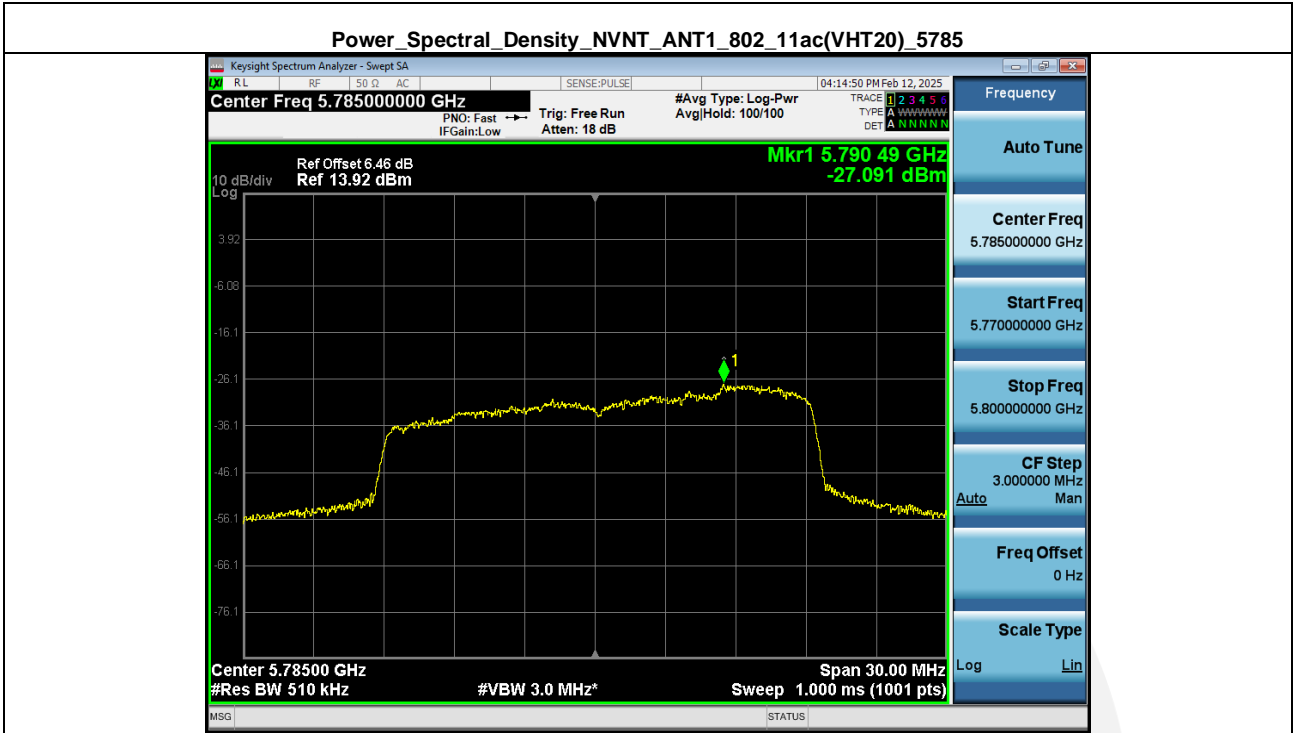 Power_Spectral_Density_NVNT_ANT1_802_11ac(VHT20)_5785
Keysight Spectrum Analyzer - Swept SA
LXI RL RF 50 Ω AC SENSE:PULSE 04:14:50 PM Feb 12, 2025
Center Freq 5.785000000 GHz #Avg Type: Log-Pwr TRACE 1 2 3 4 5 6
PNO: Fast Trig: Free Run Avg|Hold: 100/100 TYPE A WWWWW
IFGain:Low Atten: 18 dB DET A N N N N N
Frequency
Mkr1 5.790 49 GHz
-27.091 dBm
Ref Offset 6.46 dB
10 dB/div Ref 13.92 dBm
Log
3.92
-6.08
-16.1
-26.1
-36.1
-46.1
-56.1
-66.1
-76.1
1
Center 5.78500 GHz Span 30.00 MHz
#Res BW 510 kHz #VBW 3.0 MHz* Sweep 1.000 ms (1001 pts)
MSG STATUS
Auto Tune
Center Freq
5.785000000 GHz
Start Freq
5.770000000 GHz
Stop Freq
5.800000000 GHz
CF Step
3.000000 MHz
Auto Man
Freq Offset
0 Hz
Scale Type
Log Lin